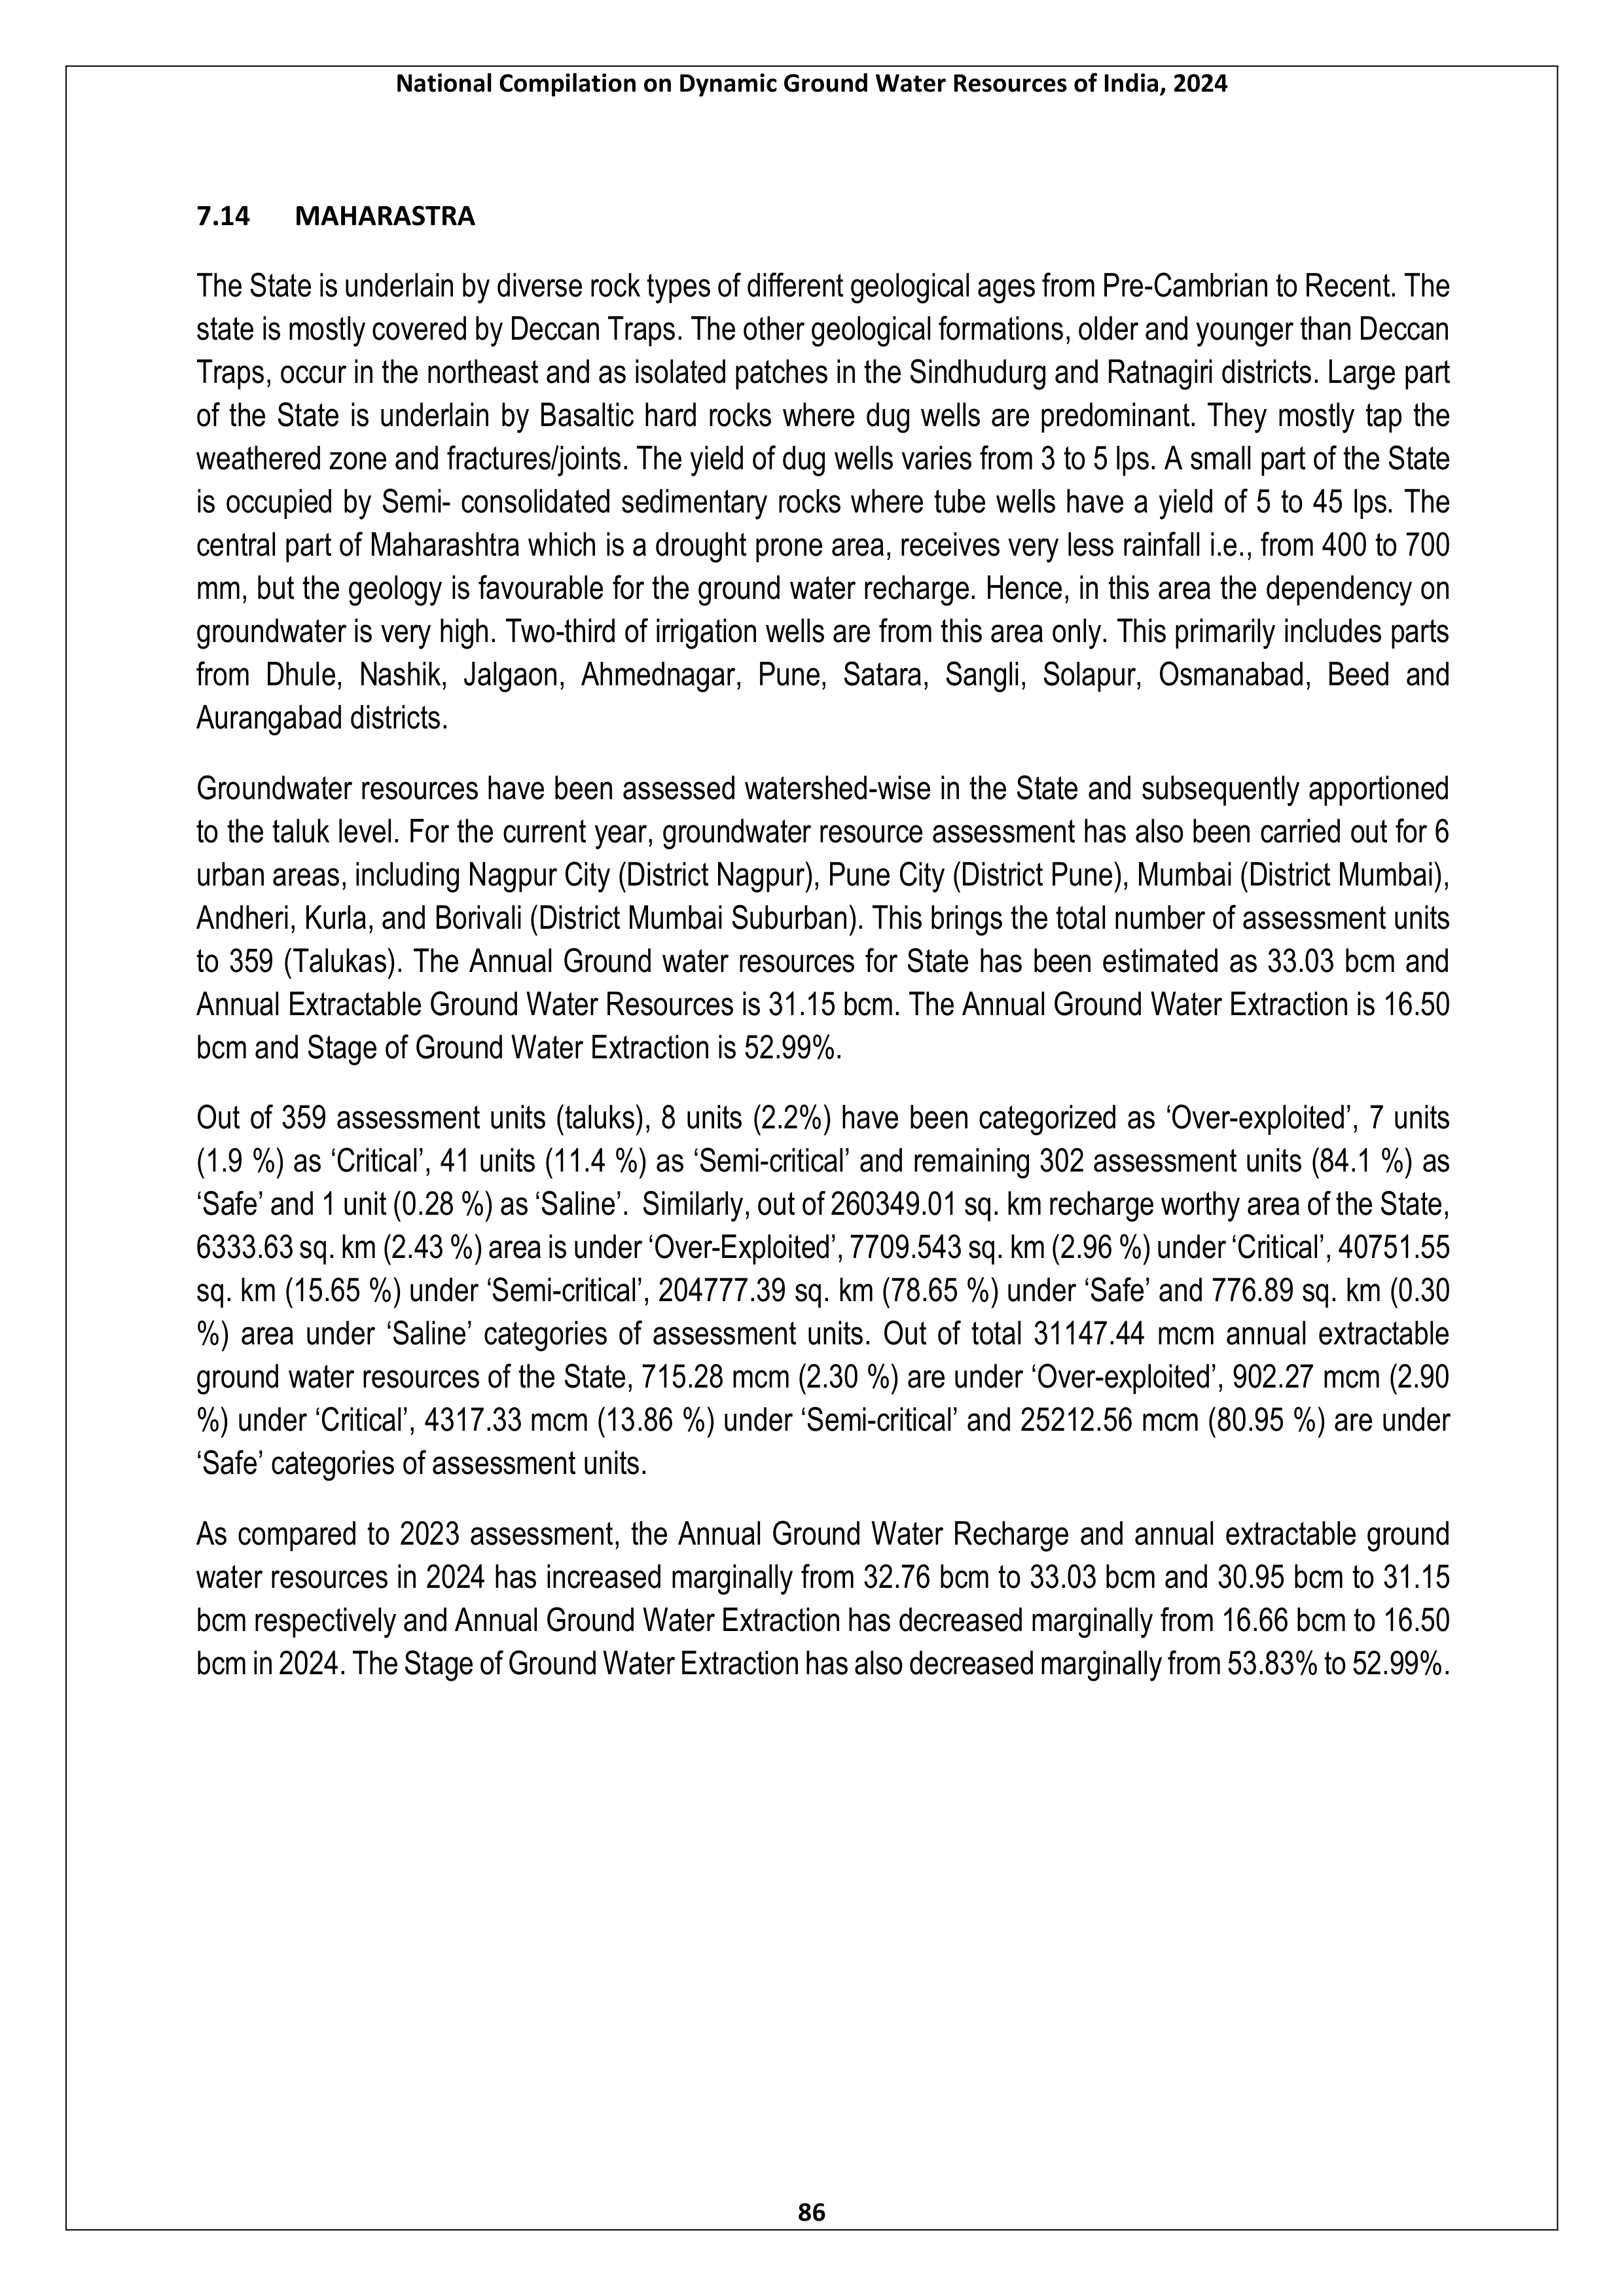 National Compilation on Dynamic Ground Water Resources of India, 2024
7.14 MAHARASTRA
The State is underlain by diverse rock types of different geological ages from Pre-Cambrian to Recent. The
state is mostly covered by Deccan Traps. The other geological formations, older and younger than Deccan
Traps, occur in the northeast and as isolated patches in the Sindhudurg and Ratnagiri districts. Large part
of the State is underlain by Basaltic hard rocks where dug wells are predominant. They mostly tap the
weathered zone and fractures/joints. The yield of dug wells varies from 3 to 5 lps. A small part of the State
is occupied by Semi- consolidated sedimentary rocks where tube wells have a yield of 5 to 45 lps. The
central part of Maharashtra which is a drought prone area, receives very less rainfall i.e., from 400 to 700
mm, but the geology is favourable for the ground water recharge. Hence, in this area the dependency on
groundwater is very high. Two-third of irrigation wells are from this area only. This primarily includes parts
from Dhule, Nashik, Jalgaon, Ahmednagar, Pune, Satara, Sangli, Solapur, Osmanabad, Beed and
Aurangabad districts.
Groundwater resources have been assessed watershed-wise in the State and subsequently apportioned
to the taluk level. For the current year, groundwater resource assessment has also been carried out for 6
urban areas, including Nagpur City (District Nagpur), Pune City (District Pune), Mumbai (District Mumbai),
Andheri, Kurla, and Borivali (District Mumbai Suburban). This brings the total number of assessment units
to 359 (Talukas). The Annual Ground water resources for State has been estimated as 33.03 bcm and
Annual Extractable Ground Water Resources is 31.15 bcm. The Annual Ground Water Extraction is 16.50
bcm and Stage of Ground Water Extraction is 52.99%.
Out of 359 assessment units (taluks), 8 units (2.2%) have been categorized as ‘Over-exploited’, 7 units
(1.9 %) as ‘Critical’, 41 units (11.4 %) as ‘Semi-critical’ and remaining 302 assessment units (84.1 %) as
‘Safe’ and 1 unit (0.28 %) as ‘Saline’. Similarly, out of 260349.01 sq. km recharge worthy area of the State,
6333.63 sq. km (2.43 %) area is under ‘Over-Exploited’, 7709.543 sq. km (2.96 %) under ‘Critical’, 40751.55
sq. km (15.65 %) under ‘Semi-critical’, 204777.39 sq. km (78.65 %) under ‘Safe’ and 776.89 sq. km (0.30
%) area under ‘Saline’ categories of assessment units. Out of total 31147.44 mcm annual extractable
ground water resources of the State, 715.28 mcm (2.30 %) are under ‘Over-exploited’, 902.27 mcm (2.90
%) under ‘Critical’, 4317.33 mcm (13.86 %) under ‘Semi-critical’ and 25212.56 mcm (80.95 %) are under
‘Safe’ categories of assessment units.
As compared to 2023 assessment, the Annual Ground Water Recharge and annual extractable ground
water resources in 2024 has increased marginally from 32.76 bcm to 33.03 bcm and 30.95 bcm to 31.15
bcm respectively and Annual Ground Water Extraction has decreased marginally from 16.66 bcm to 16.50
bcm in 2024. The Stage of Ground Water Extraction has also decreased marginally from 53.83% to 52.99%.
86